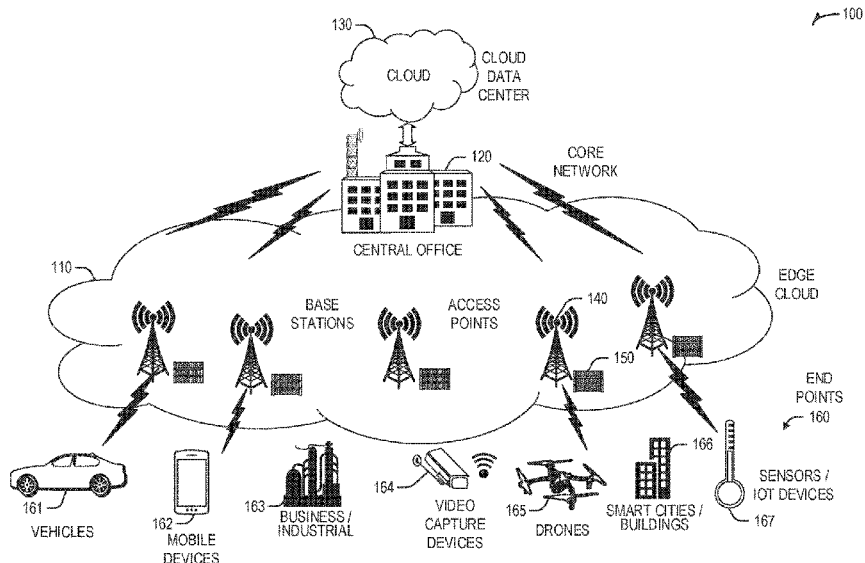 100
130
CLOUD
CLOUD
DATA
CENTER
120
CORE
NETWORK
CENTRAL OFFICE
110
BASE
STATIONS
ACCESS
POINTS
140
EDGE
CLOUD
150
END
POINTS
160
161
VEHICLES
162
MOBILE
DEVICES
163
BUSINESS /
INDUSTRIAL
164
VIDEO
CAPTURE
DEVICES
165
DRONES
166
SMART CITIES /
BUILDINGS
SENSORS /
IOT DEVICES
167